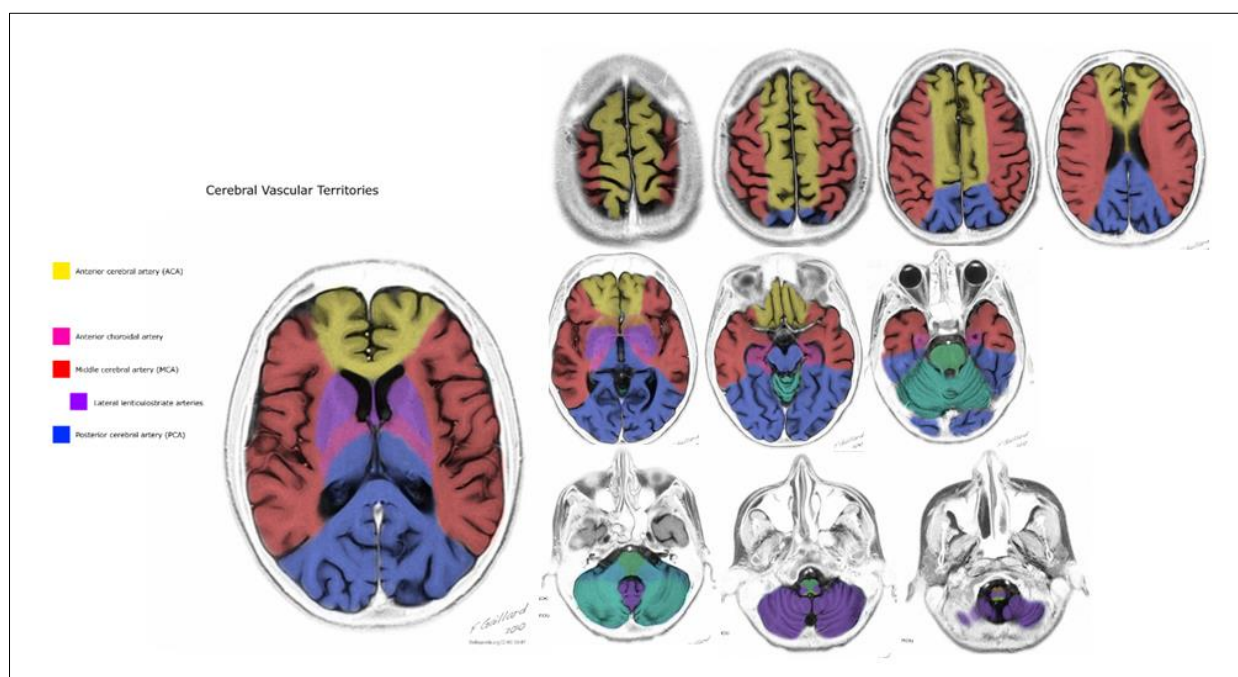 Cerebral Vascular Territories
Anterior cerebral artery (ACA)
Anterior choroidal artery
Middle cerebral artery (MCA)
Lateral lenticulostriate arteries
Posterior cerebral artery (PCA)
F Gaillard
2010